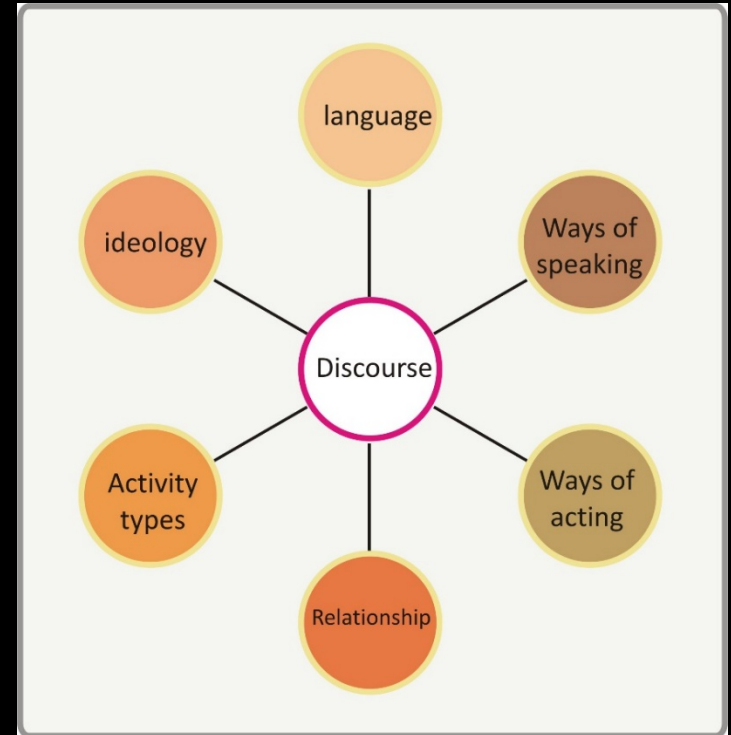 language
ideology
Ways of
speaking
Discourse
Activity
types
Ways of
acting
Relationship